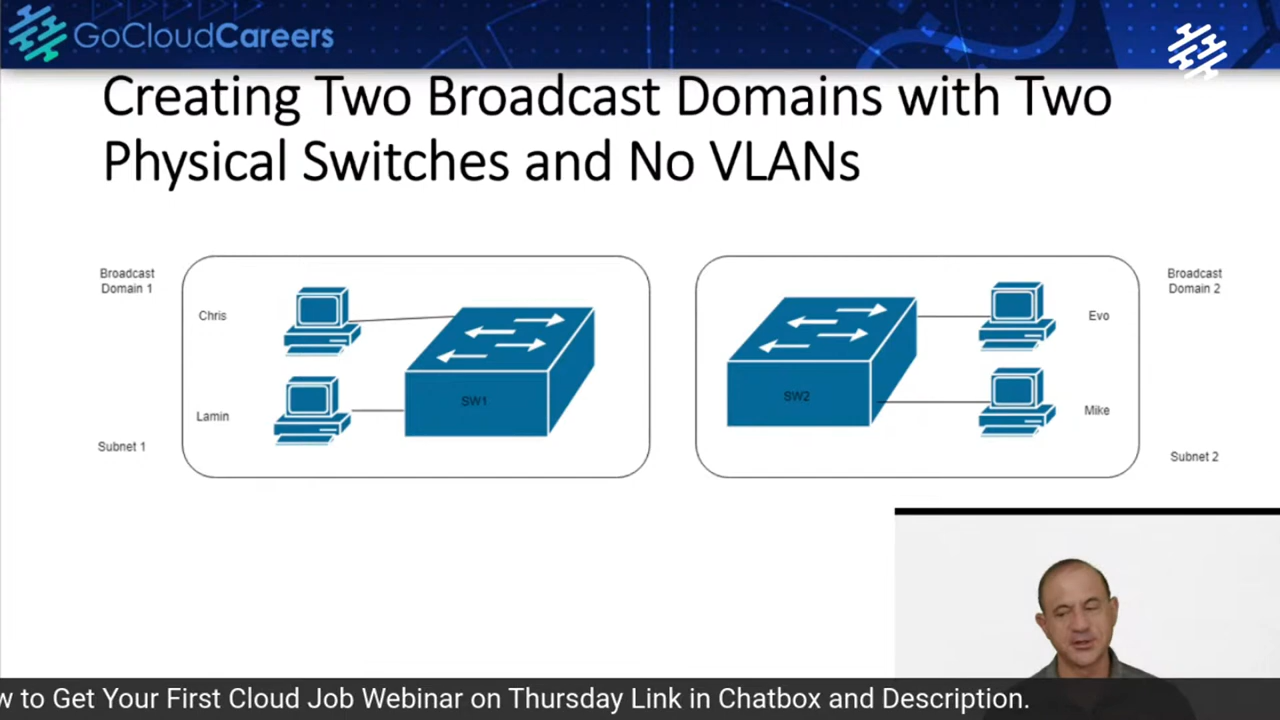 GoCloudCareers
Creating Two Broadcast Domains with Two
Physical Switches and No VLANs
Broadcast
Domain 1
Chris
Lamin
Subnet 1
SW1
SW2
Evo
Mike
Broadcast
Domain 2
Subnet 2
to Get Your First Cloud Job Webinar on Thursday Link in Chatbox and Description.